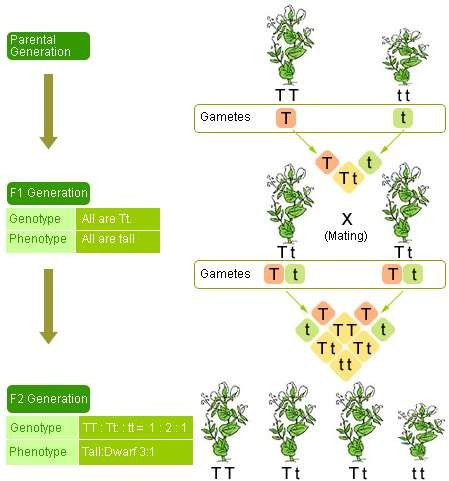 Parental
Generation
TT tt
Gametes T t
T t
Tt
F1 Generation
Genotype All are Tt.
Phenotype All are tall
X
(Mating)
Tt Tt
Gametes T t T t
T T
t TT t
Tt Tt
tt
F2 Generation
Genotype TT : Tt : tt = 1 : 2 : 1
Phenotype Tall:Dwarf 3:1
TT Tt Tt tt